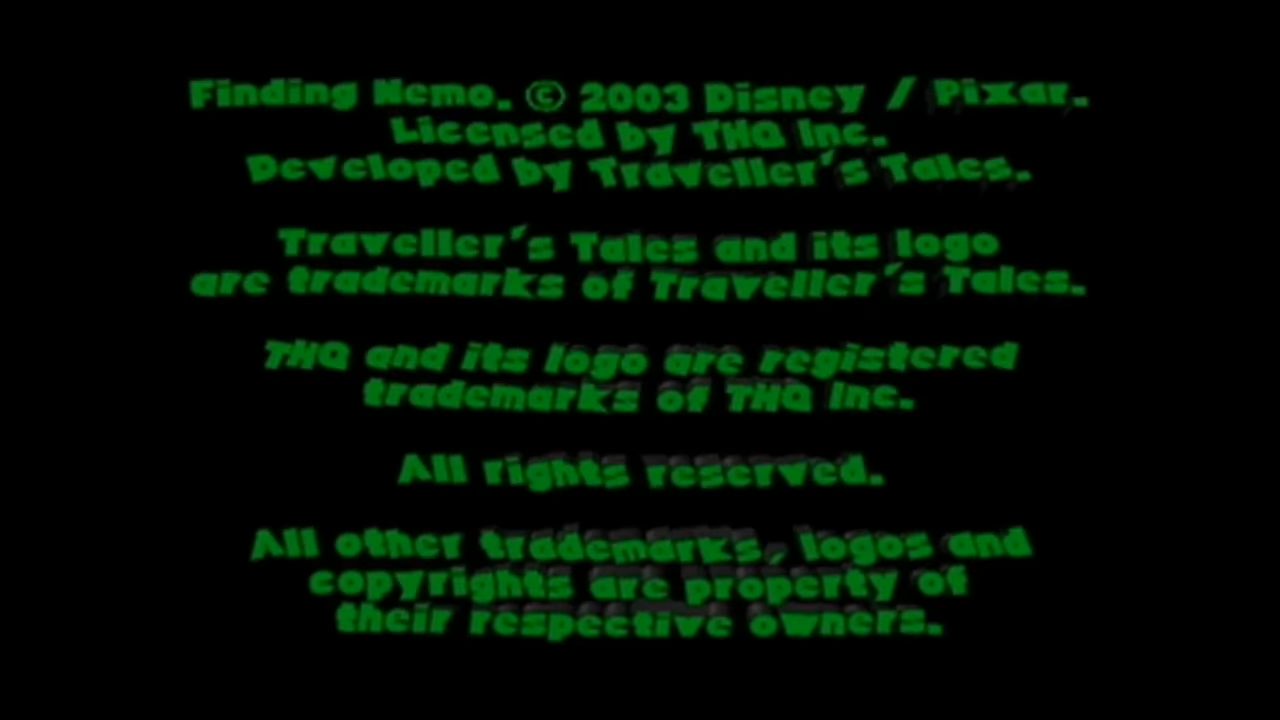 Finding Nemo. © 2003 Disney / Pixar.
Licensed by THQ Inc.
Developed by Traveller's Tales.
Traveller's Tales and its logo
are trademarks of Traveller's Tales.
THQ and its logo are registered
trademarks of THQ Inc.
All rights reserved.
All other trademarks, logos and
copyrights are property of
their respective owners.